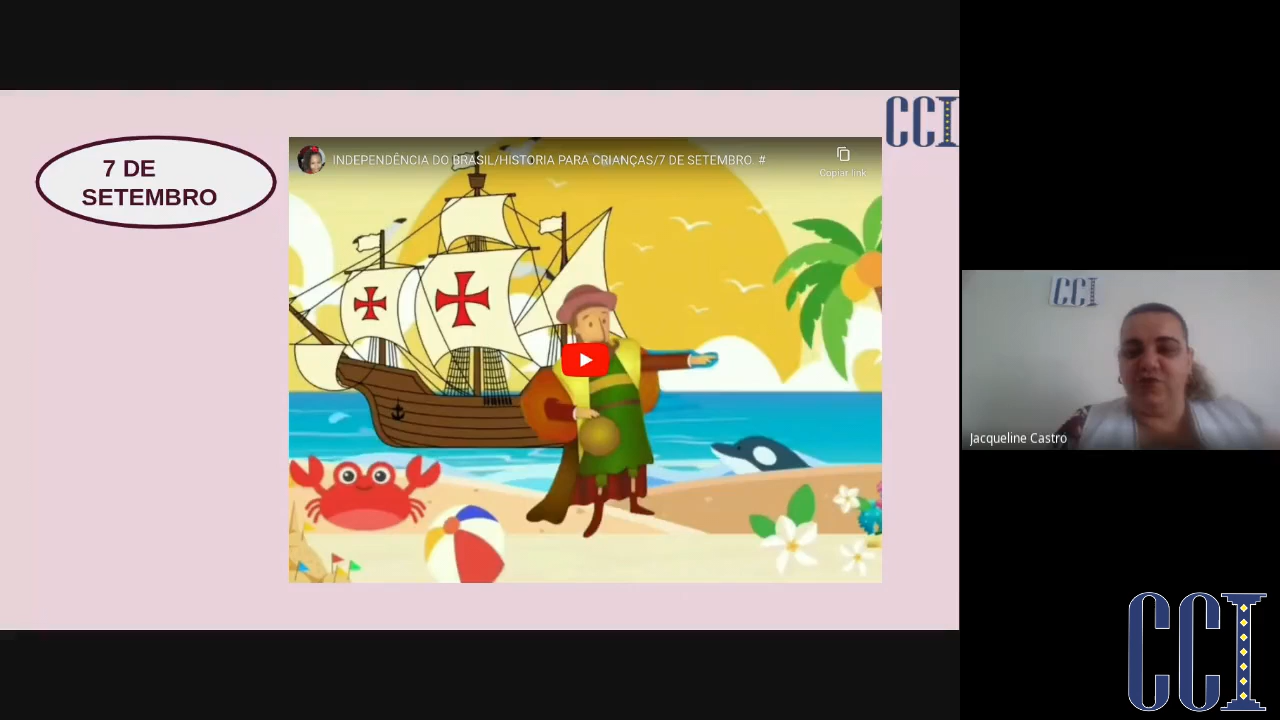 CCI
7 DE
SETEMBRO
INDEPENDÊNCIA DO BRASIL/HISTORIA PARA CRIANÇAS/7 DE SETEMBRO. #
Copiar link
CCI
Jacqueline Castro
CCI